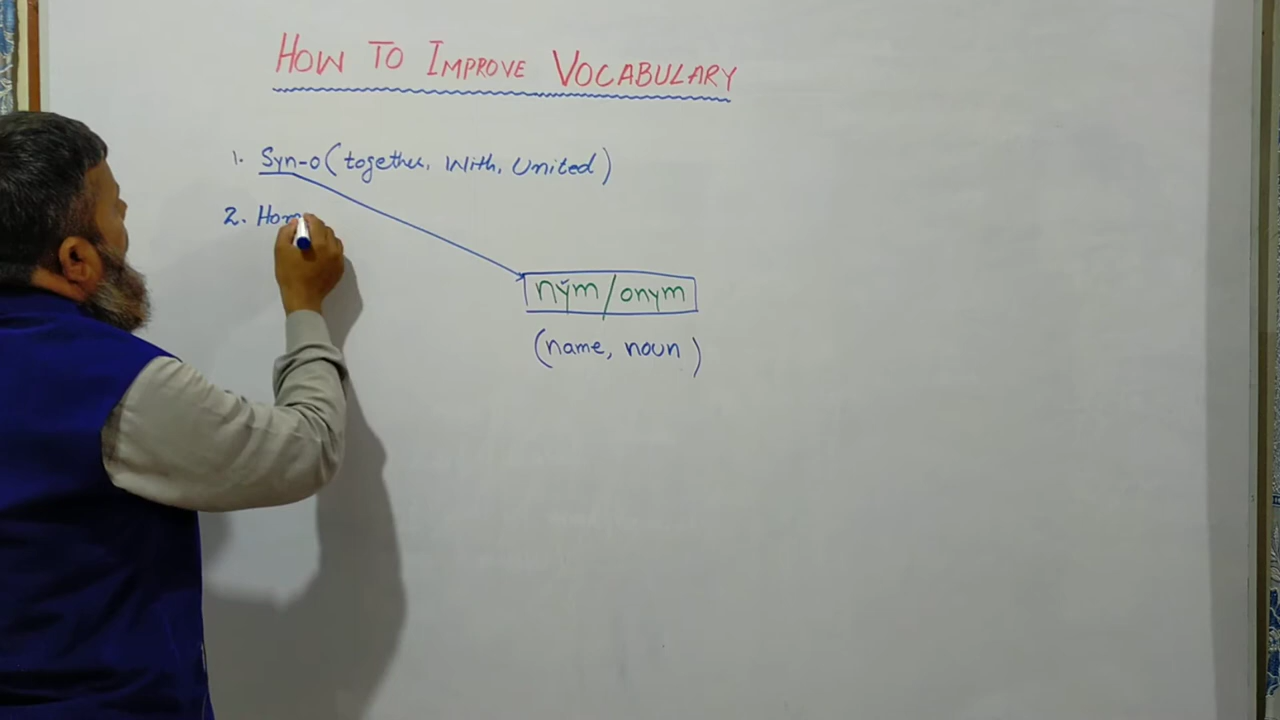 HOW TO IMPROVE VOCABULARY
1. Syn-o (together, With, United)
2. Hom
nym/onym
(name, noun)